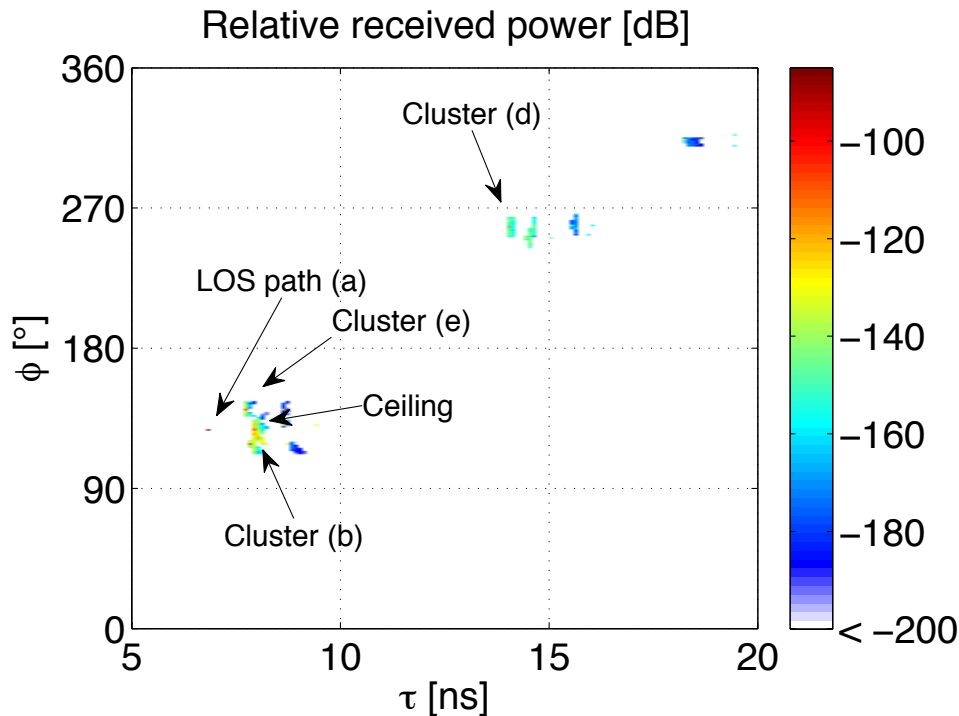 Relative received power [dB]
360
270
180
90
0
ϕ [°]
Cluster (d)
LOS path (a)
Cluster (e)
Ceiling
Cluster (b)
5
10
15
20
τ [ns]
−100
−120
−140
−160
−180
< −200